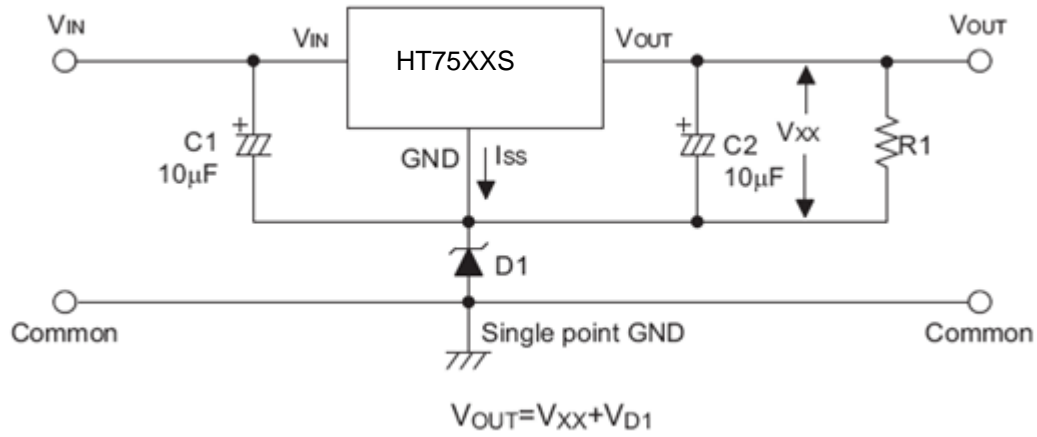 VIN
VIN
HT75XXS
VOUT
VOUT
C1
10μF
GND
ISS
C2
10μF
VXX
R1
D1
Common
Single point GND
Common
VOUT=VXX+VD1